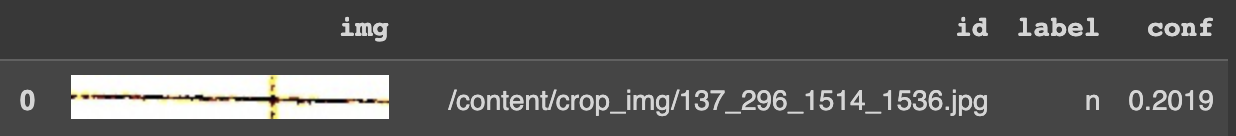 img id label conf
0 /content/crop_img/137_296_1514_1536.jpg n 0.2019